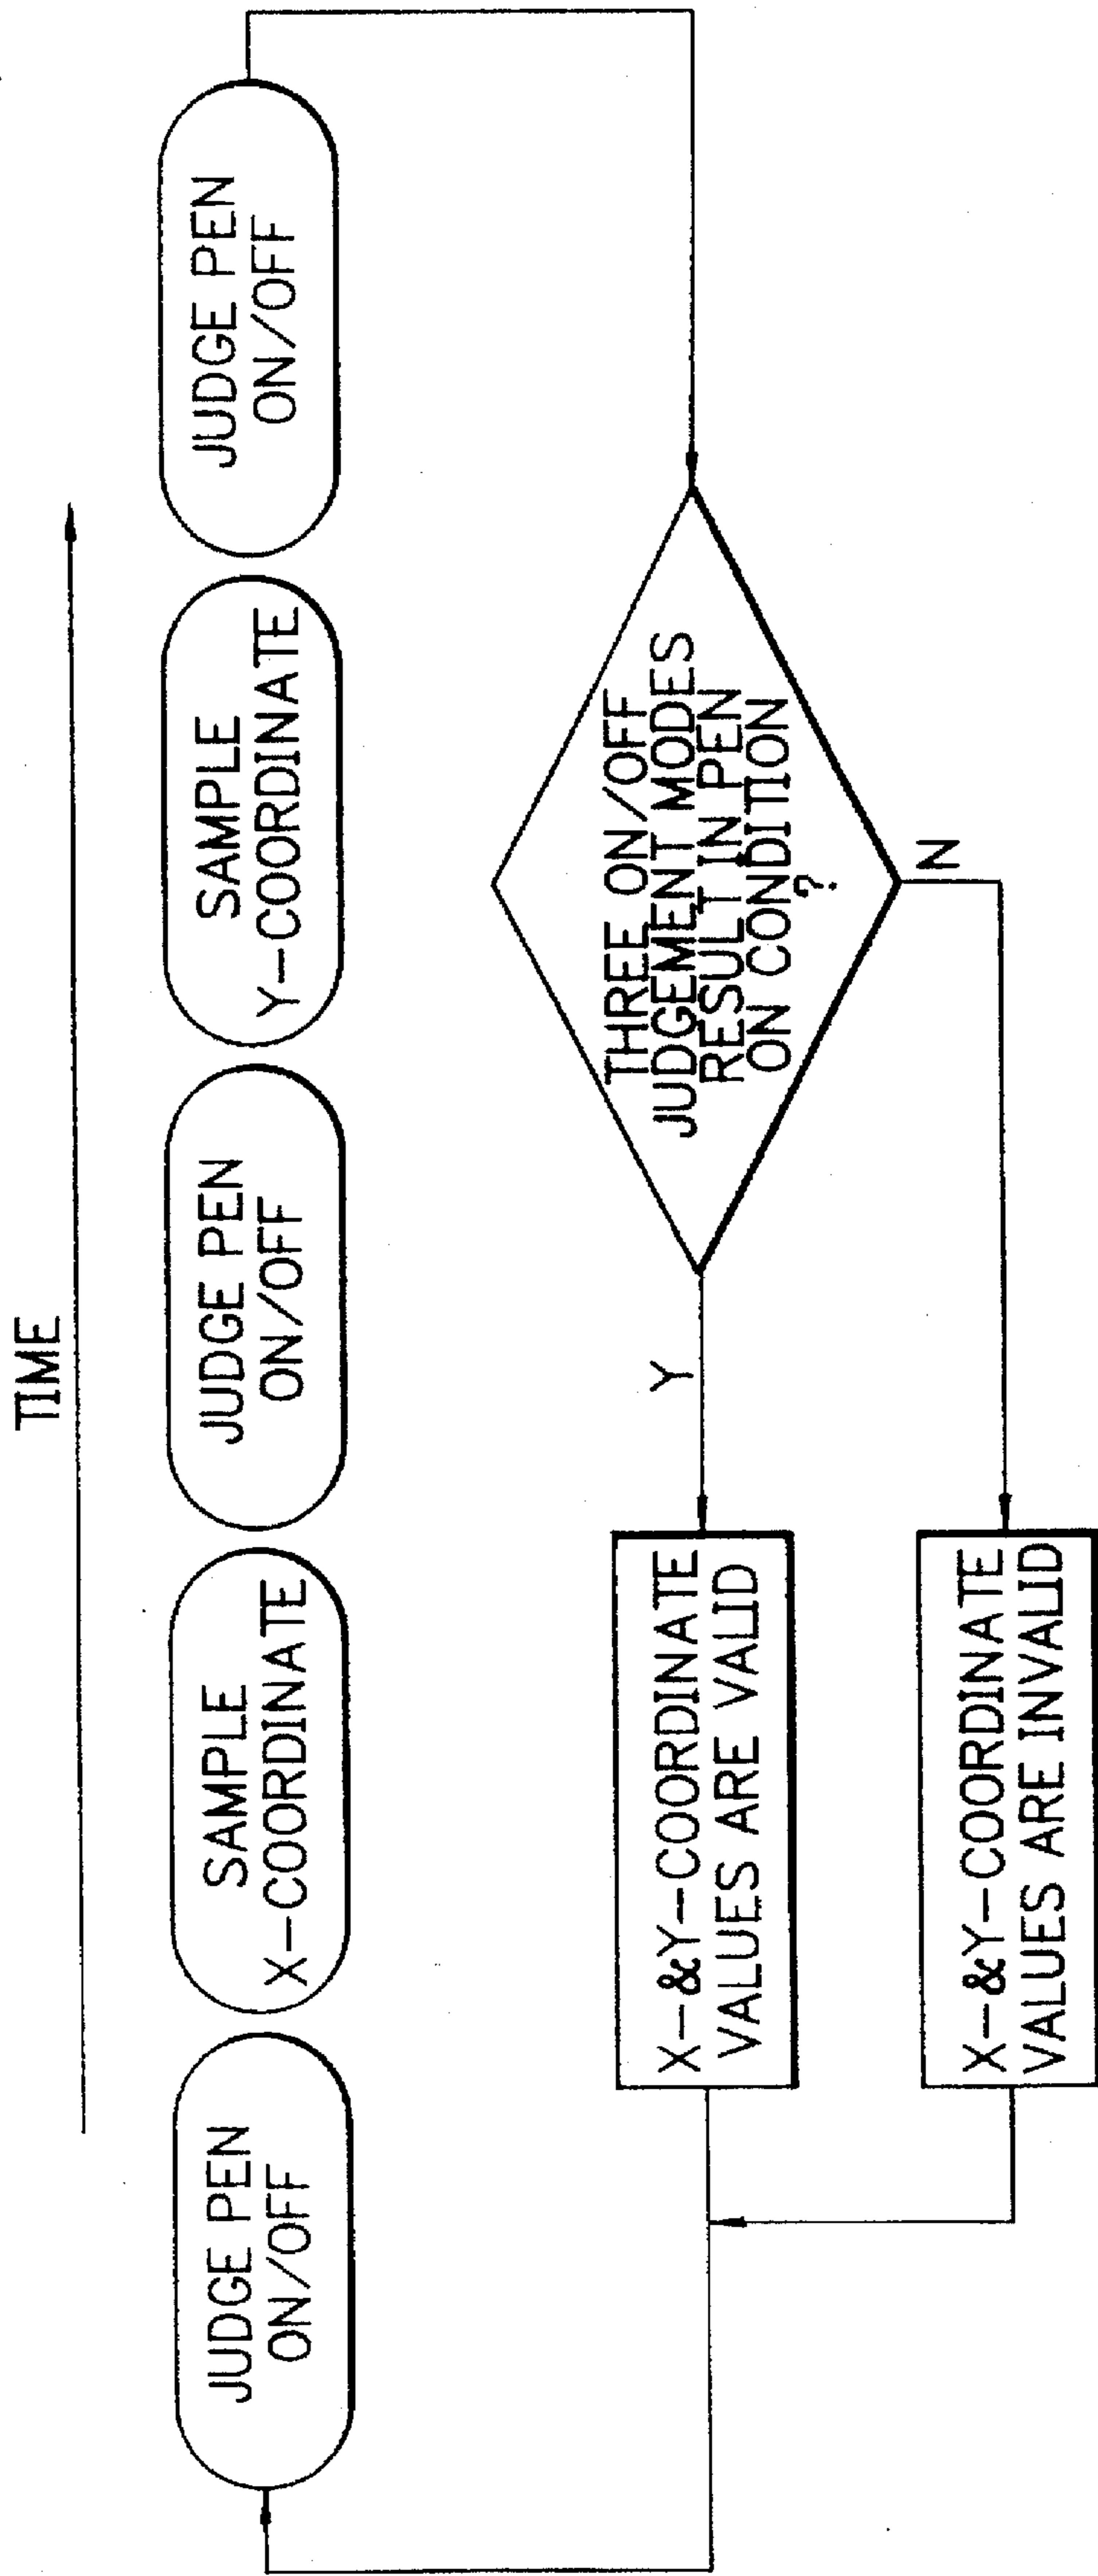 TIME
JUDGE PEN
ON/OFF
SAMPLE
X-COORDINATE
JUDGE PEN
ON/OFF
SAMPLE
Y-COORDINATE
JUDGE PEN
ON/OFF
THREE ON/OFF
JUDGEMENT MODES
RESULT IN PEN
ON CONDITION
?
Y
N
X-&Y-COORDINATE
VALUES ARE VALID
X-&Y-COORDINATE
VALUES ARE INVALID